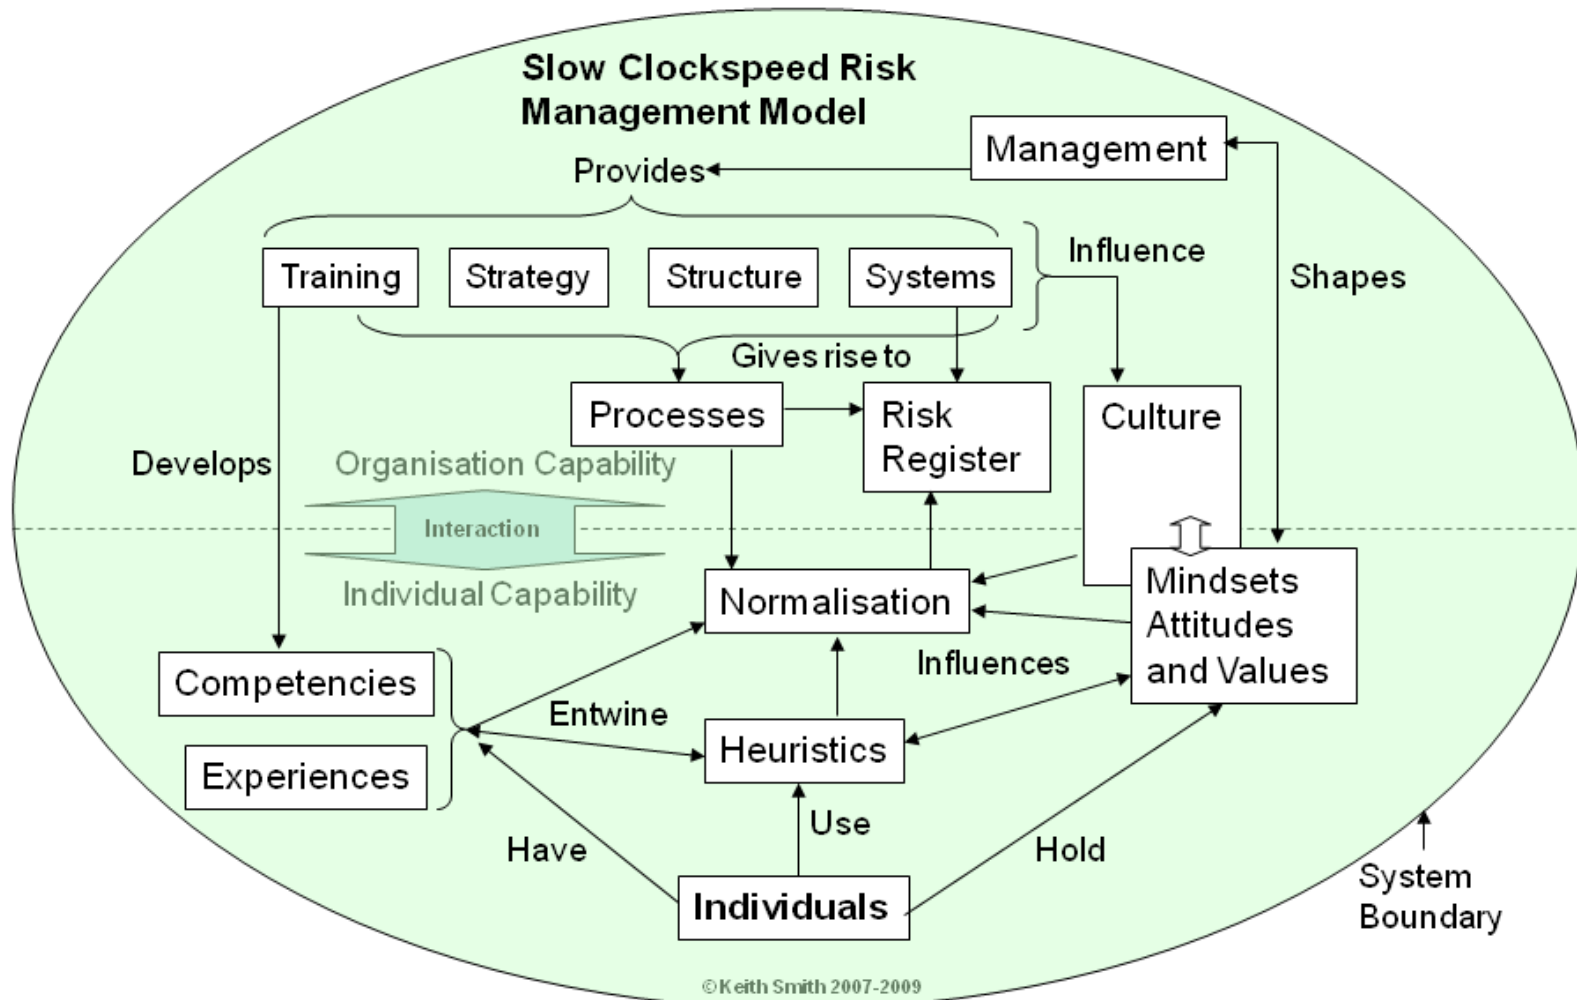 Slow Clockspeed Risk
Management Model
Management
Provides
Influence
Shapes
Training
Strategy
Structure
Systems
Gives rise to
Processes
Risk
Register
Culture
Develops
Organisation Capability
Interaction
Individual Capability
Normalisation
Mindsets
Attitudes
and Values
Influences
Competencies
Entwine
Experiences
Heuristics
Use
Have
Hold
Individuals
System
Boundary
©Keith Smith 2007-2009